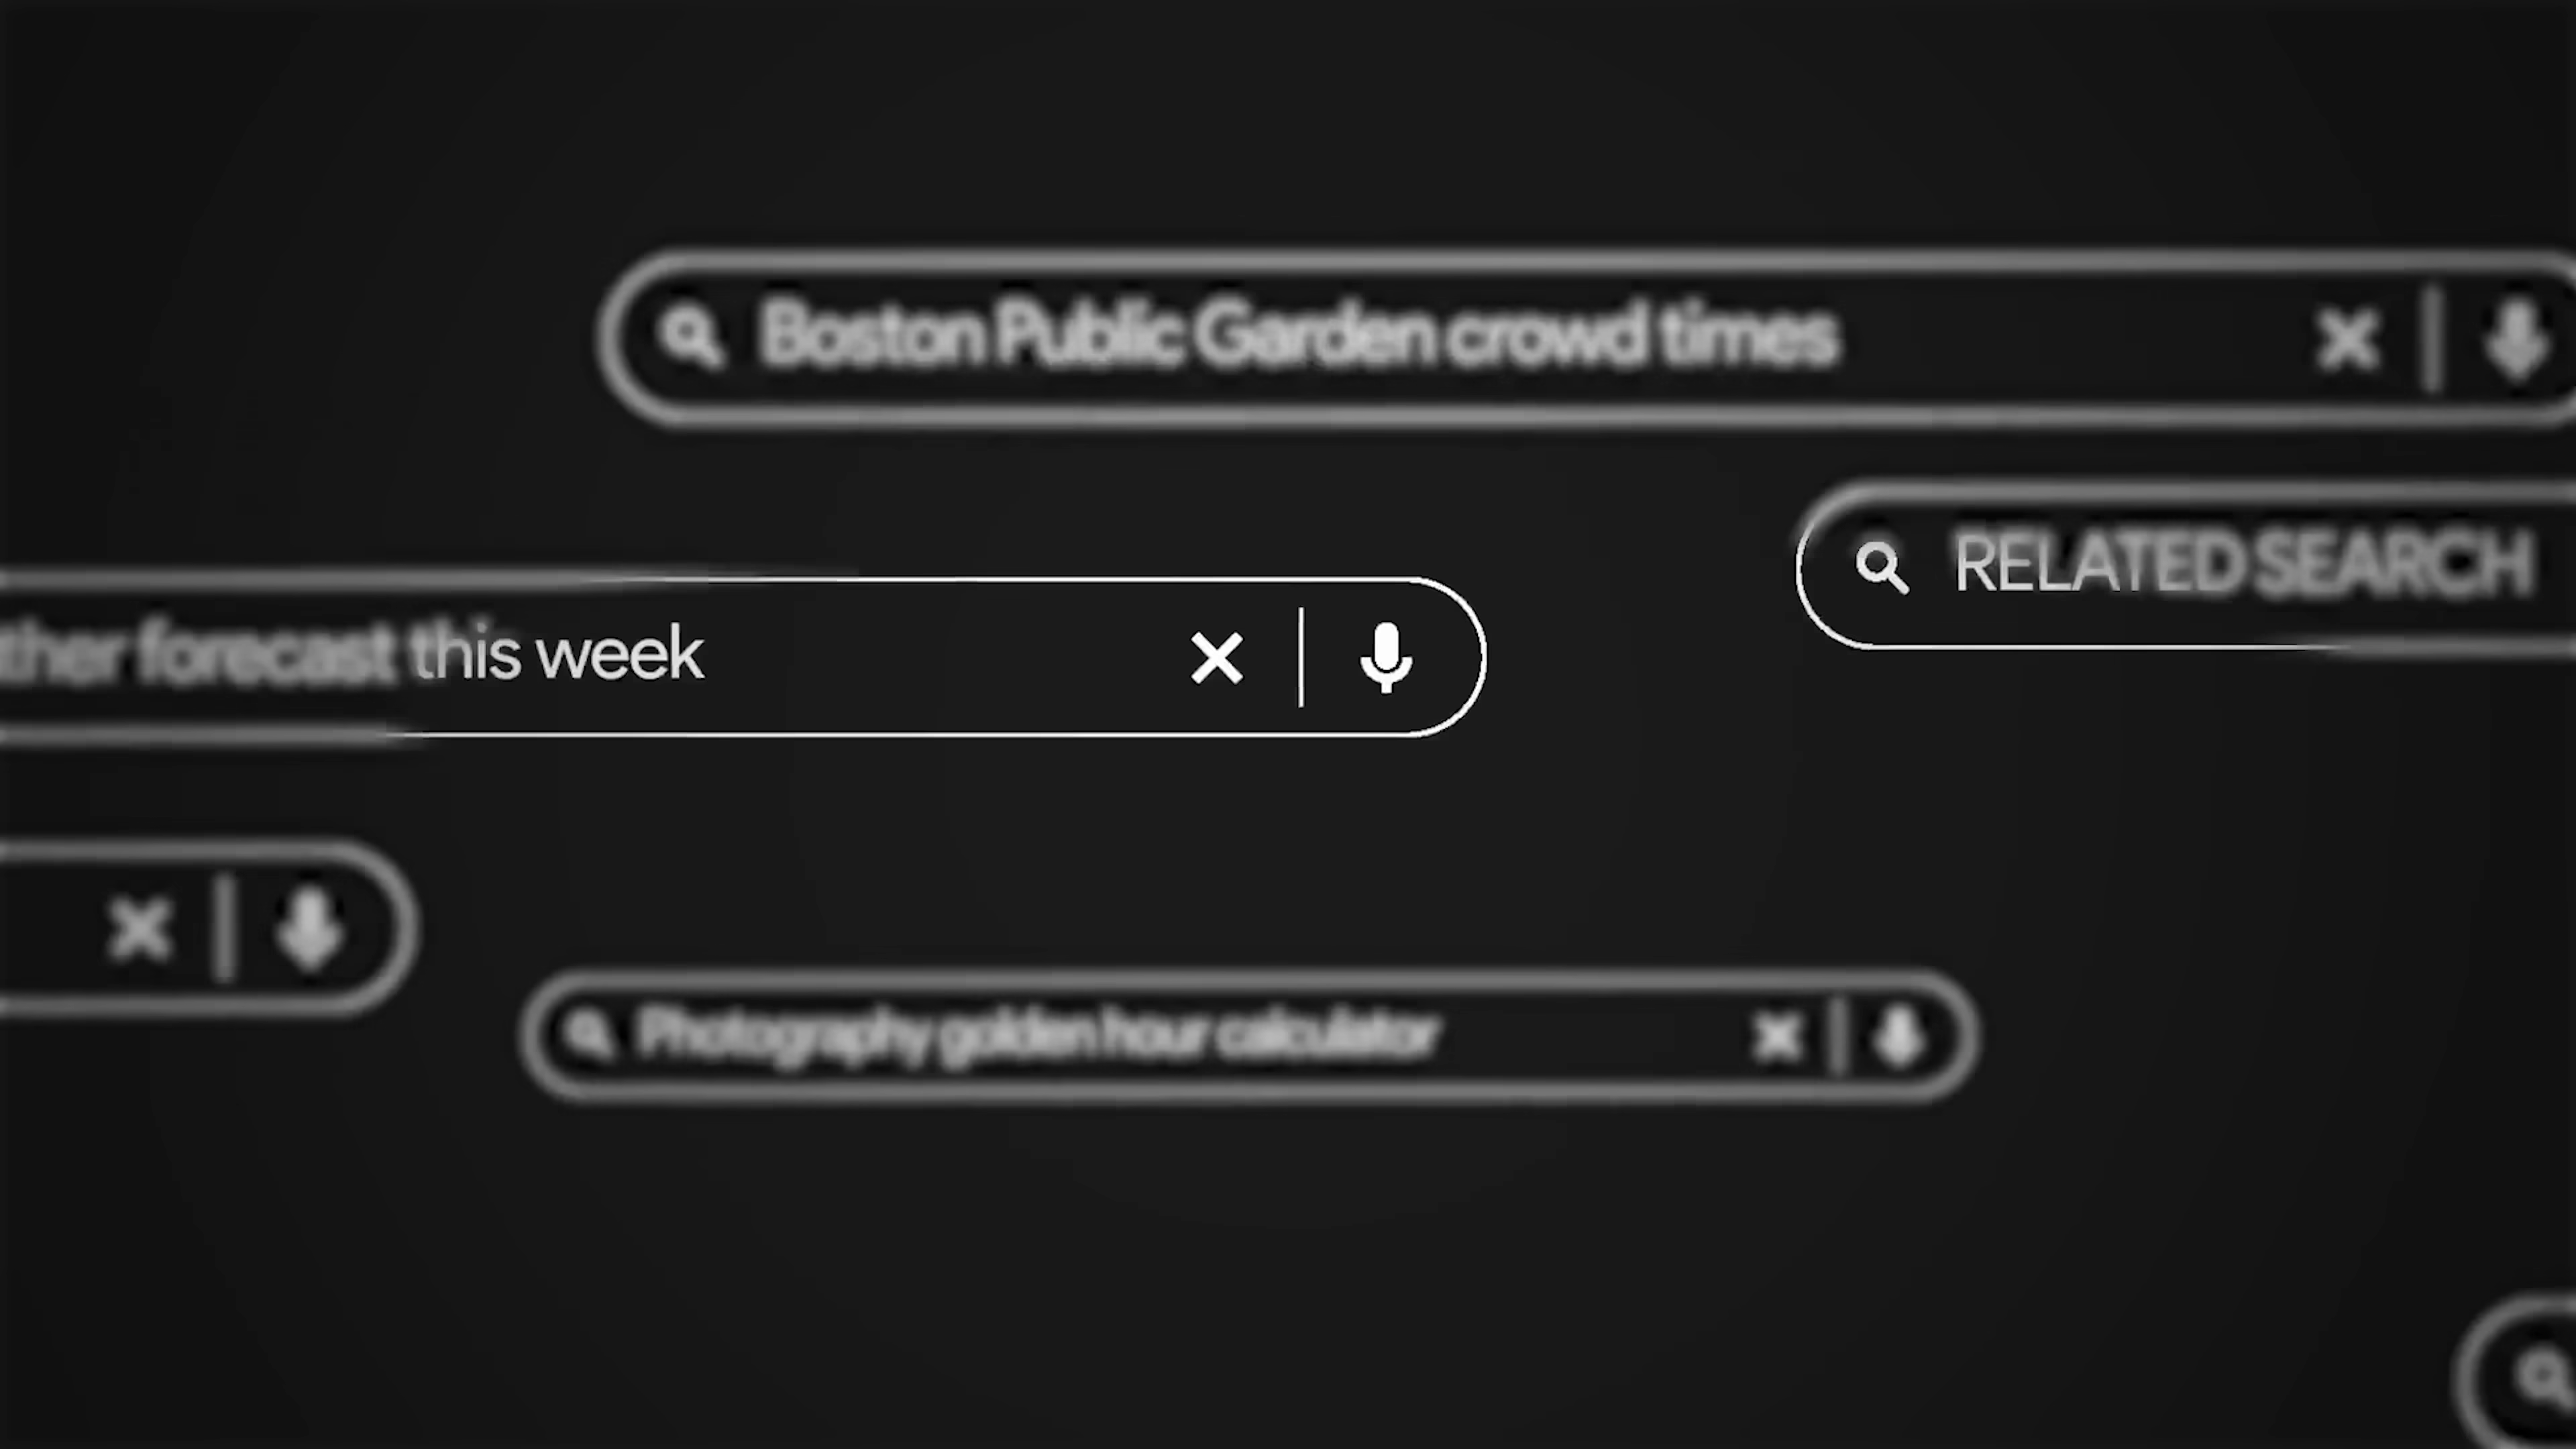 Boston Public Garden crowd times
RELATED SEARCH
ther forecast this week
Photography golden hour calculator